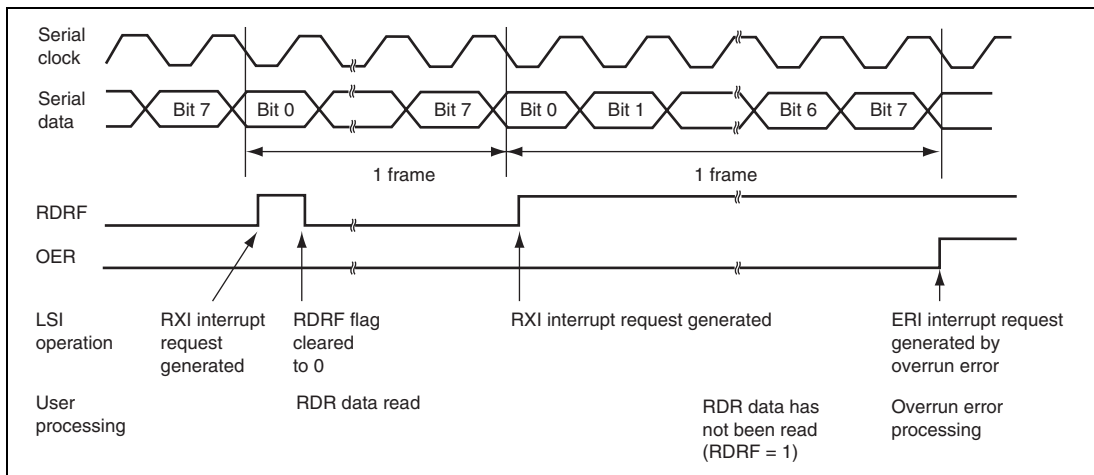 Serial
clock
Serial
data
Bit 7
Bit 0
Bit 7
Bit 0
Bit 1
Bit 6
Bit 7
1 frame
1 frame
RDRF
OER
LSI
operation
RXI interrupt
request
generated
RDRF flag
cleared
to 0
RXI interrupt request generated
ERI interrupt request
generated by
overrun error
User
processing
RDR data read
RDR data has
not been read
(RDRF = 1)
Overrun error
processing